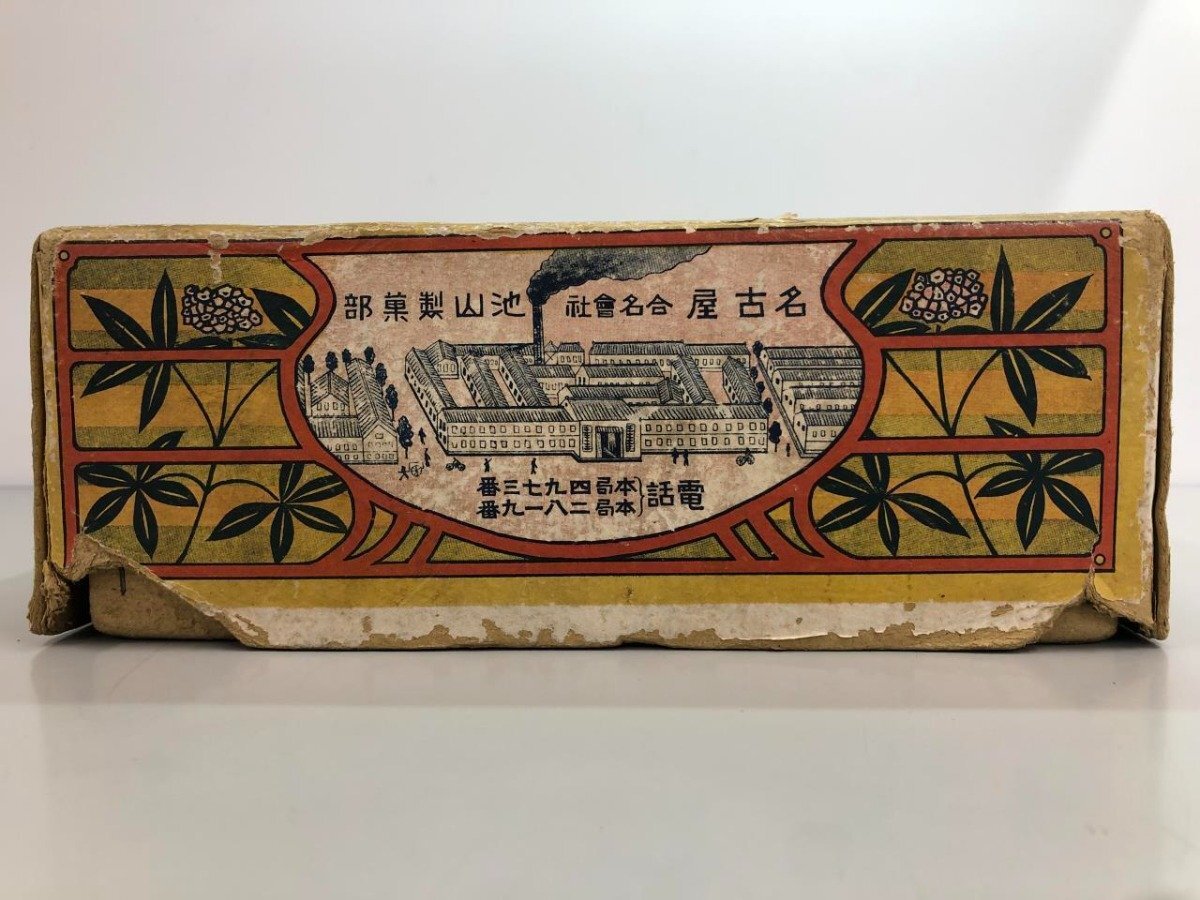 名古屋 合名會社 池山製菓部
電話
本局四九七三番
本局二八一九番